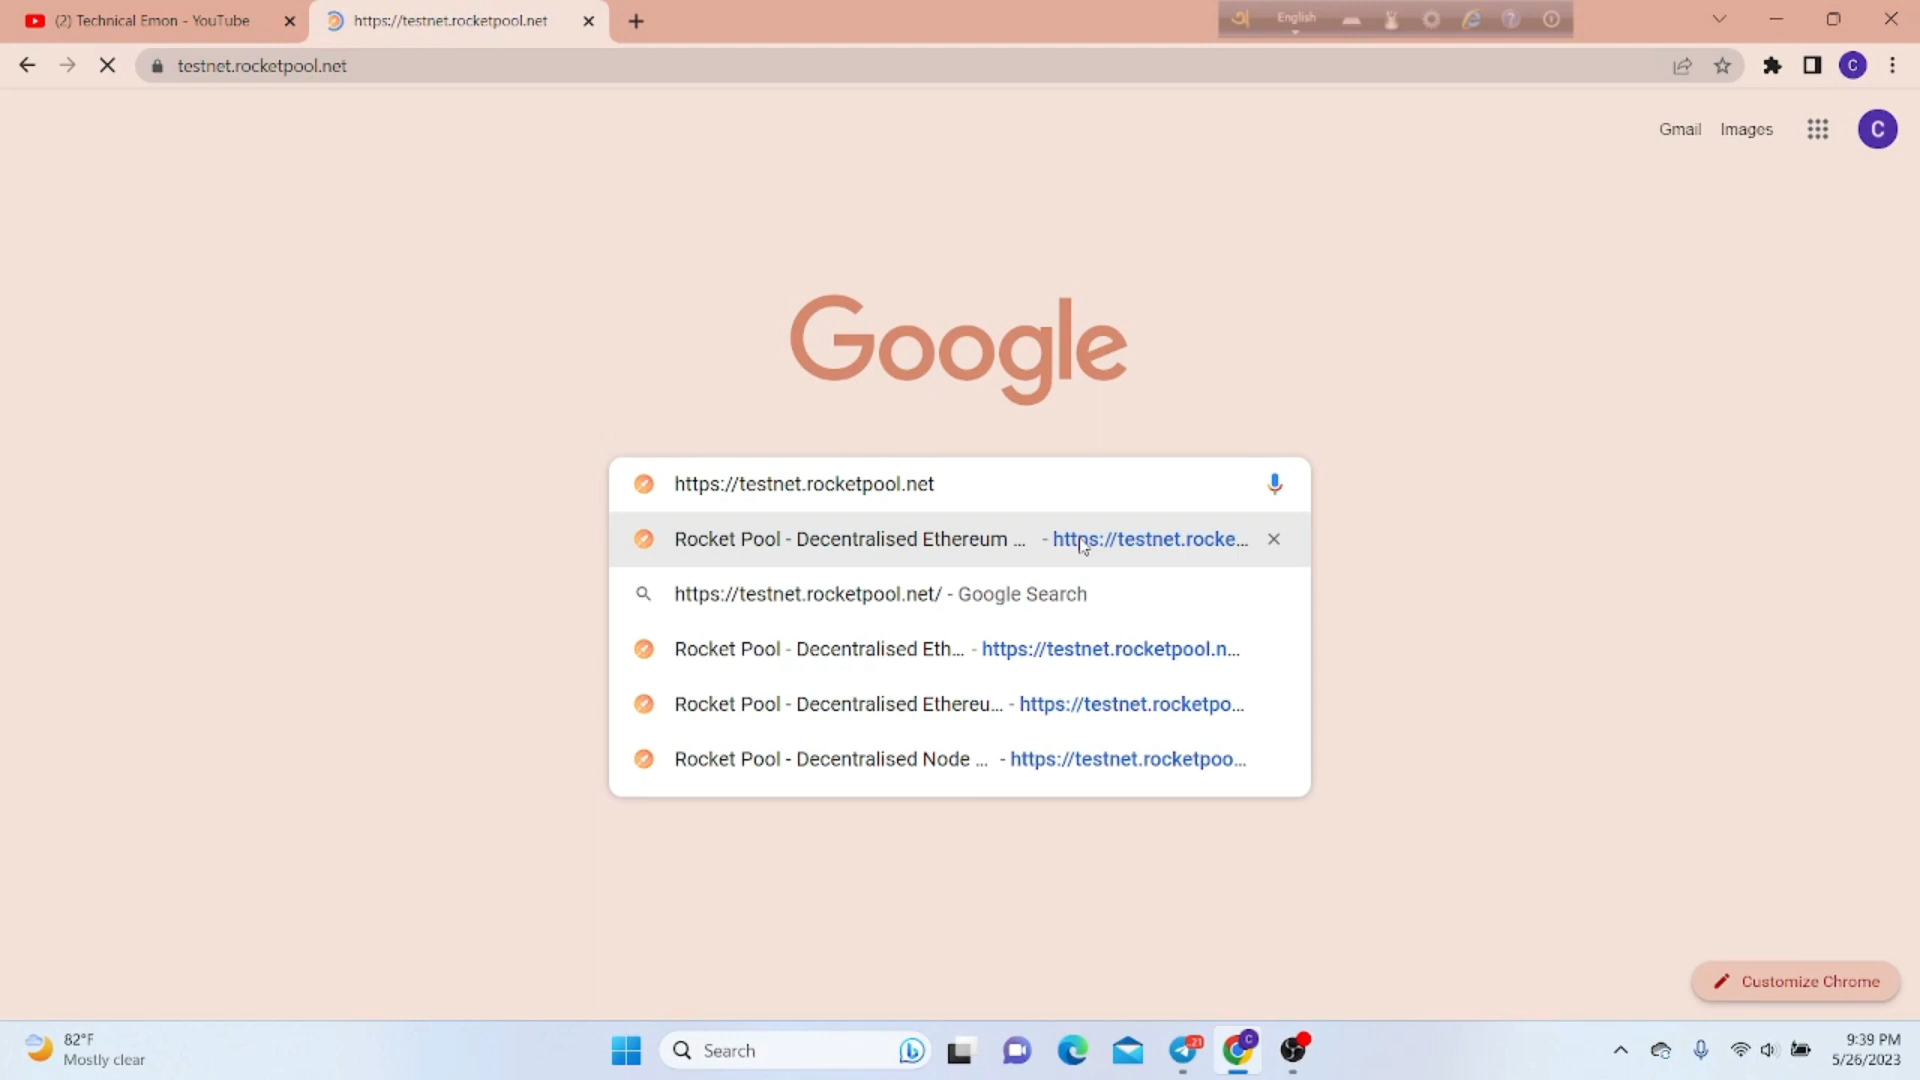 (2) Technical Emon - YouTube
https://testnet.rocketpool.net
English
testnet.rocketpool.net
C
Gmail
Images
C
Google
https://testnet.rocketpool.net
Rocket Pool - Decentralised Ethereum ... - https://testnet.rocke...
https://testnet.rocketpool.net/ - Google Search
Rocket Pool - Decentralised Eth... - https://testnet.rocketpool.n...
Rocket Pool - Decentralised Ethereu... - https://testnet.rocketpo...
Rocket Pool - Decentralised Node ... - https://testnet.rocketpoo...
Customize Chrome
82°F
Mostly clear
Search
21
C
9:39 PM
5/26/2023